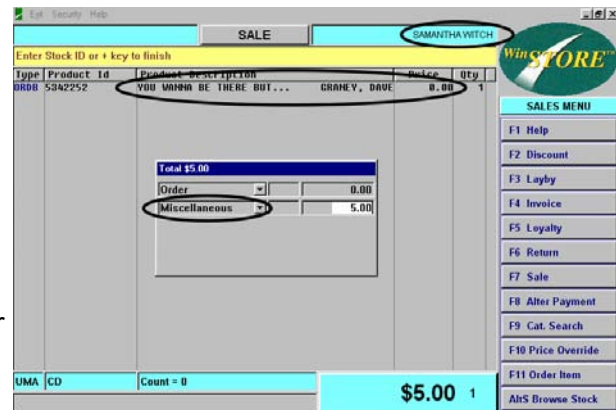 Exit Security Help
SALE SAMANTHA WITCH
Enter Stock ID or + key to finish
Type Product Id Product Description Price Qty
ORDR 5342252 YOU WANNA BE THERE BUT... GRANEY, DAVE 0.00 1
Total $5.00
Order 0.00
Miscellaneous 5.00
r
UMA CD Count = 0
$5.00 1
WinSTORE™
SALES MENU
F1 Help
F2 Discount
F3 Layby
F4 Invoice
F5 Loyalty
F6 Return
F7 Sale
F8 Alter Payment
F9 Cat. Search
F10 Price Override
F11 Order Item
AltS Browse Stock